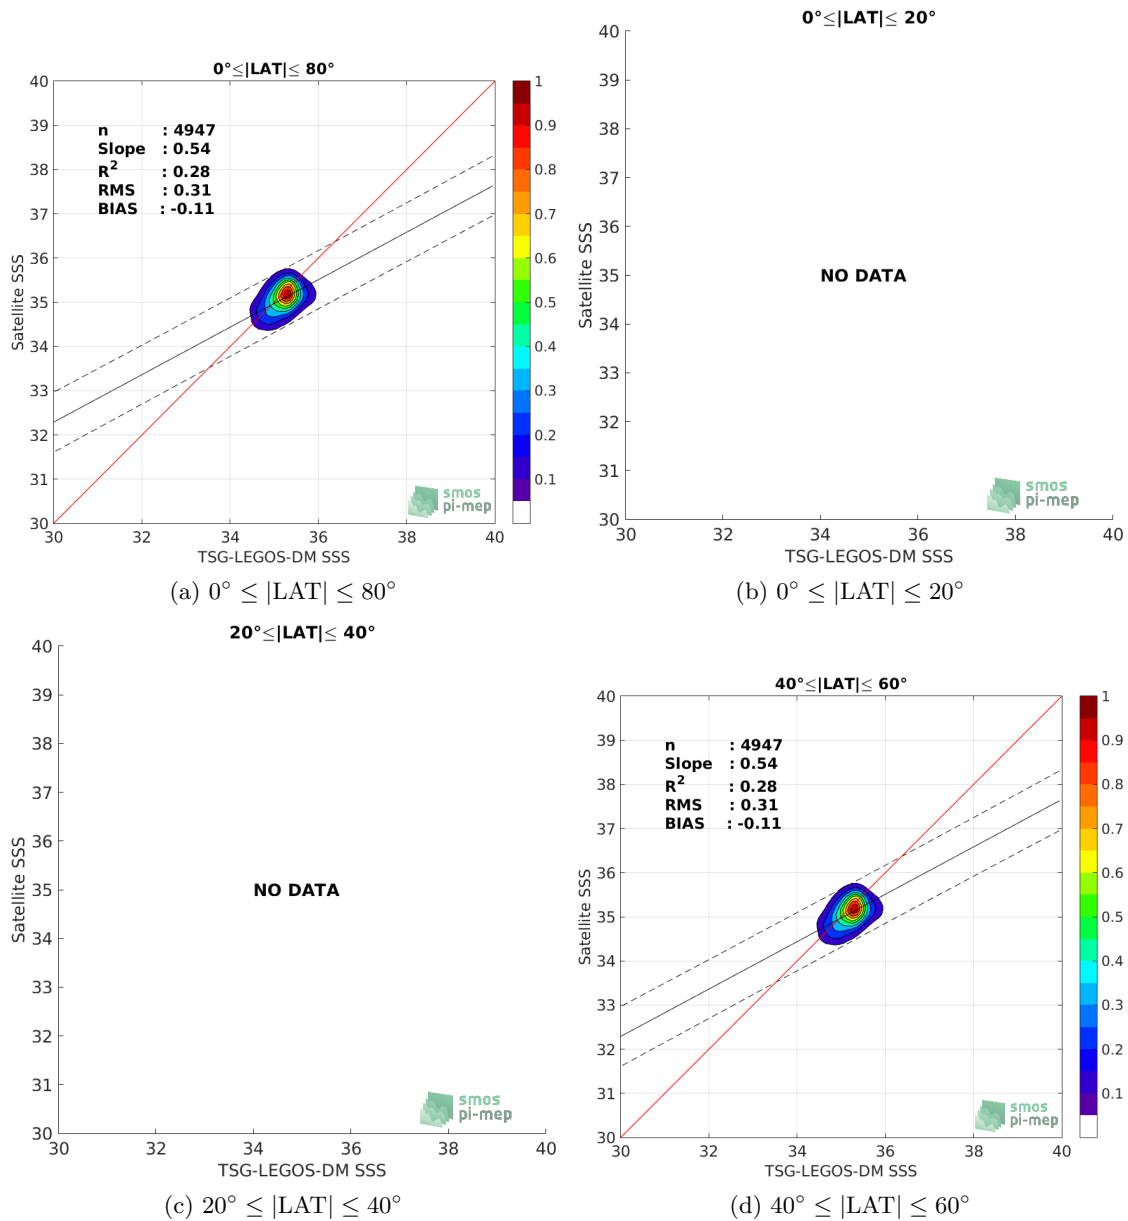 0°≤|LAT|≤ 80°
40
39
38
37
36
35
34
33
32
31
30
n : 4947
Slope : 0.54
R² : 0.28
RMS : 0.31
BIAS : -0.11
Satellite SSS
smos
pi-mep
30 32 34 36 38 40
TSG-LEGOS-DM SSS
1
0.9
0.8
0.7
0.6
0.5
0.4
0.3
0.2
0.1
(a) 0° ≤ |LAT| ≤ 80°
0°≤|LAT|≤ 20°
40
39
38
37
36
35
34
33
32
31
30
Satellite SSS
NO DATA
smos
pi-mep
30 32 34 36 38 40
TSG-LEGOS-DM SSS
(b) 0° ≤ |LAT| ≤ 20°
20°≤|LAT|≤ 40°
40
39
38
37
36
35
34
33
32
31
30
Satellite SSS
NO DATA
smos
pi-mep
30 32 34 36 38 40
TSG-LEGOS-DM SSS
(c) 20° ≤ |LAT| ≤ 40°
40°≤|LAT|≤ 60°
40
39
38
37
36
35
34
33
32
31
30
n : 4947
Slope : 0.54
R² : 0.28
RMS : 0.31
BIAS : -0.11
Satellite SSS
smos
pi-mep
30 32 34 36 38 40
TSG-LEGOS-DM SSS
1
0.9
0.8
0.7
0.6
0.5
0.4
0.3
0.2
0.1
(d) 40° ≤ |LAT| ≤ 60°